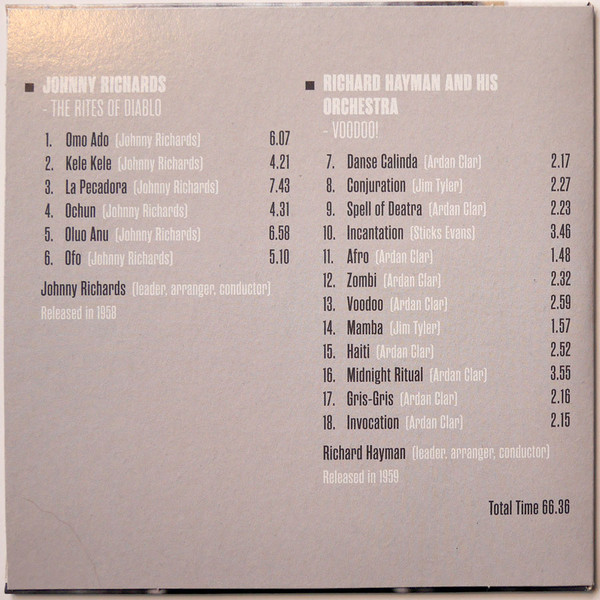 JOHNNY RICHARDS
- THE RITES OF DIABLO
1. Omo Ado (Johnny Richards) 6.07
2. Kele Kele (Johnny Richards) 4.21
3. La Pecadora (Johnny Richards) 7.43
4. Ochun (Johnny Richards) 4.31
5. Oluo Anu (Johnny Richards) 6.58
6. Ofo (Johnny Richards) 5.10
Johnny Richards (leader, arranger, conductor)
Released in 1958
RICHARD HAYMAN AND HIS
ORCHESTRA
- VOODOO!
7. Danse Calinda (Ardan Clar) 2.17
8. Conjuration (Jim Tyler) 2.27
9. Spell of Deatra (Ardan Clar) 2.23
10. Incantation (Sticks Evans) 3.46
11. Afro (Ardan Clar) 1.48
12. Zombi (Ardan Clar) 2.32
13. Voodoo (Ardan Clar) 2.59
14. Mamba (Jim Tyler) 1.57
15. Haiti (Ardan Clar) 2.52
16. Midnight Ritual (Ardan Clar) 3.55
17. Gris-Gris (Ardan Clar) 2.16
18. Invocation (Ardan Clar) 2.15
Richard Hayman (leader, arranger, conductor)
Released in 1959
Total Time 66.36